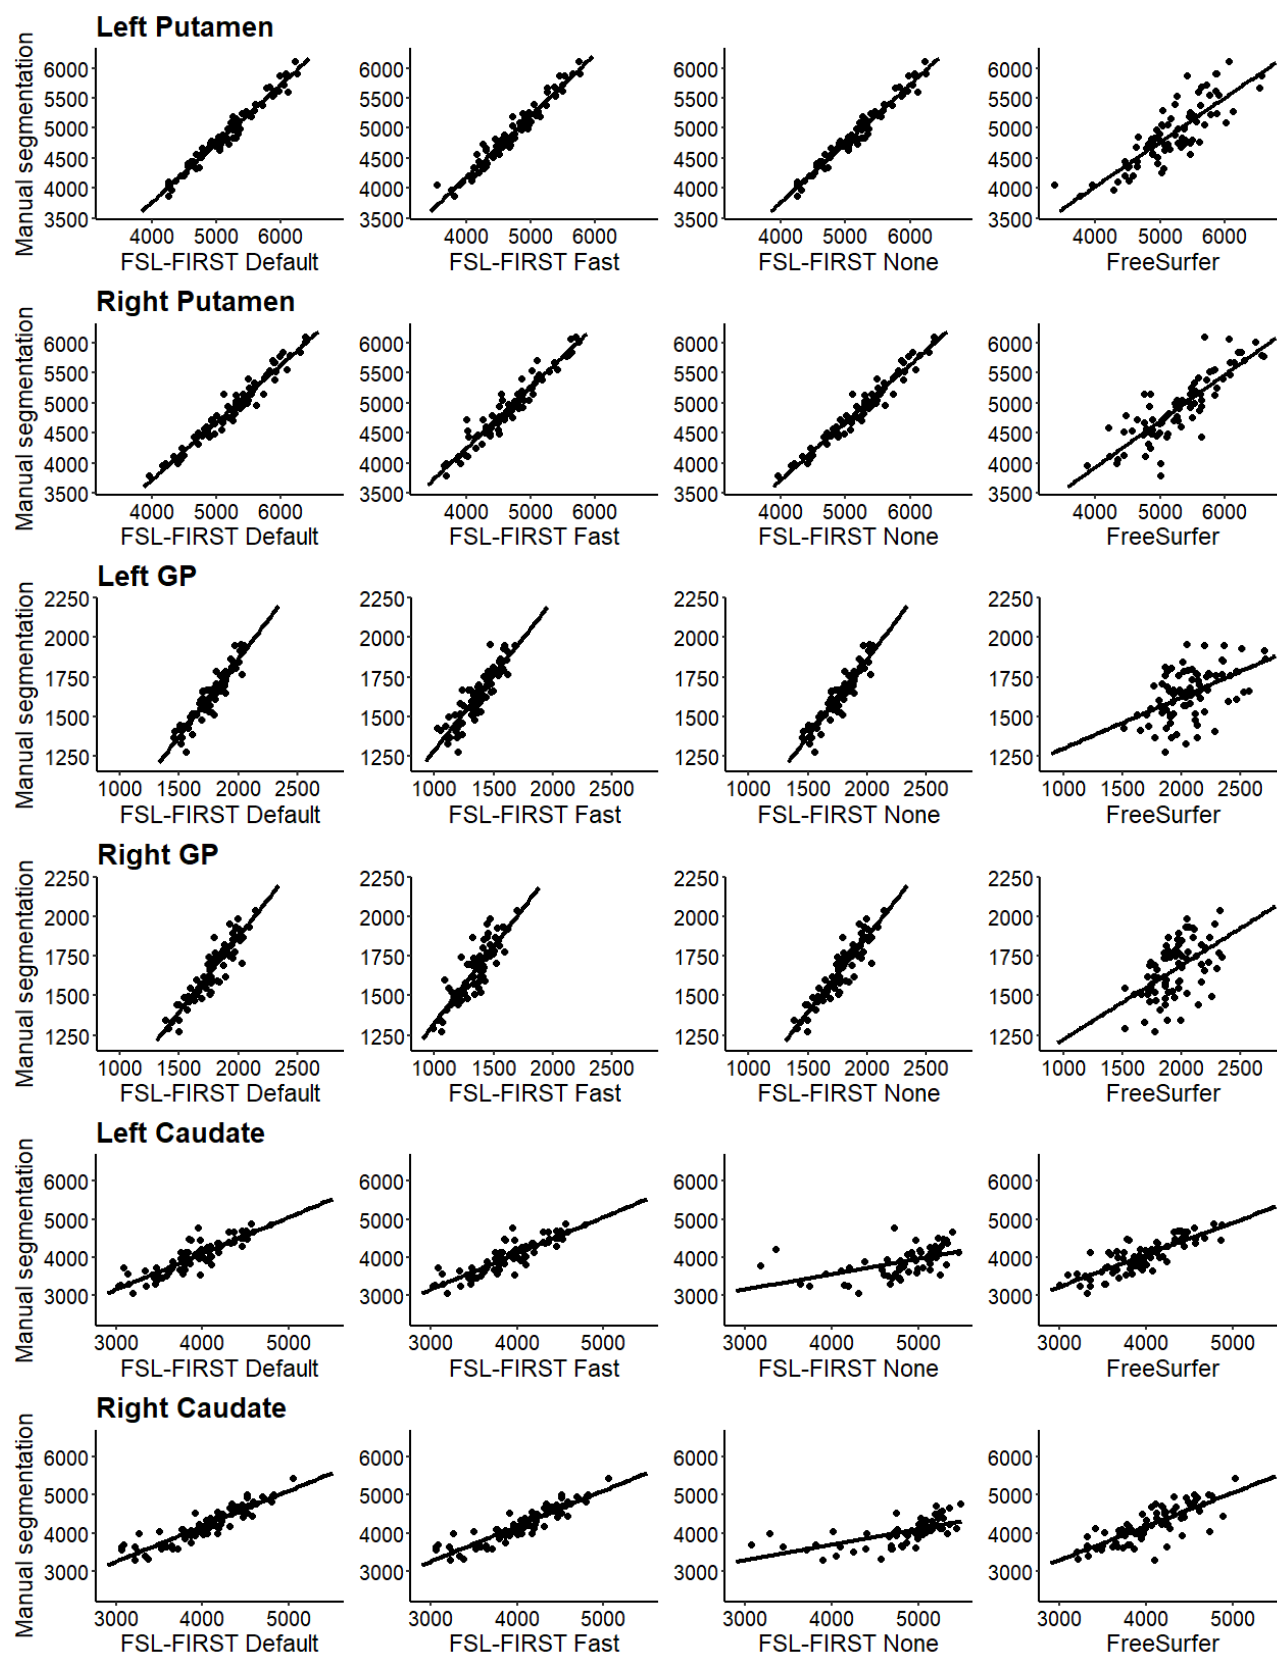 Left Putamen
Manual segmentation
6000 6000 6000 6000
5500 5500 5500 5500
5000 5000 5000 5000
4500 4500 4500 4500
4000 4000 4000 4000
3500 3500 3500 3500
4000 5000 6000 4000 5000 6000 4000 5000 6000 4000 5000 6000
FSL-FIRST Default FSL-FIRST Fast FSL-FIRST None FreeSurfer
Right Putamen
Manual segmentation
6000 6000 6000 6000
5500 5500 5500 5500
5000 5000 5000 5000
4500 4500 4500 4500
4000 4000 4000 4000
3500 3500 3500 3500
4000 5000 6000 4000 5000 6000 4000 5000 6000 4000 5000 6000
FSL-FIRST Default FSL-FIRST Fast FSL-FIRST None FreeSurfer
Left GP
Manual segmentation
2250 2250 2250 2250
2000 2000 2000 2000
1750 1750 1750 1750
1500 1500 1500 1500
1250 1250 1250 1250
1000 1500 2000 2500 1000 1500 2000 2500 1000 1500 2000 2500 1000 1500 2000 2500
FSL-FIRST Default FSL-FIRST Fast FSL-FIRST None FreeSurfer
Right GP
Manual segmentation
2250 2250 2250 2250
2000 2000 2000 2000
1750 1750 1750 1750
1500 1500 1500 1500
1250 1250 1250 1250
1000 1500 2000 2500 1000 1500 2000 2500 1000 1500 2000 2500 1000 1500 2000 2500
FSL-FIRST Default FSL-FIRST Fast FSL-FIRST None FreeSurfer
Left Caudate
Manual segmentation
6000 6000 6000 6000
5000 5000 5000 5000
4000 4000 4000 4000
3000 3000 3000 3000
3000 4000 5000 3000 4000 5000 3000 4000 5000 3000 4000 5000
FSL-FIRST Default FSL-FIRST Fast FSL-FIRST None FreeSurfer
Right Caudate
Manual segmentation
6000 6000 6000 6000
5000 5000 5000 5000
4000 4000 4000 4000
3000 3000 3000 3000
3000 4000 5000 3000 4000 5000 3000 4000 5000 3000 4000 5000
FSL-FIRST Default FSL-FIRST Fast FSL-FIRST None FreeSurfer